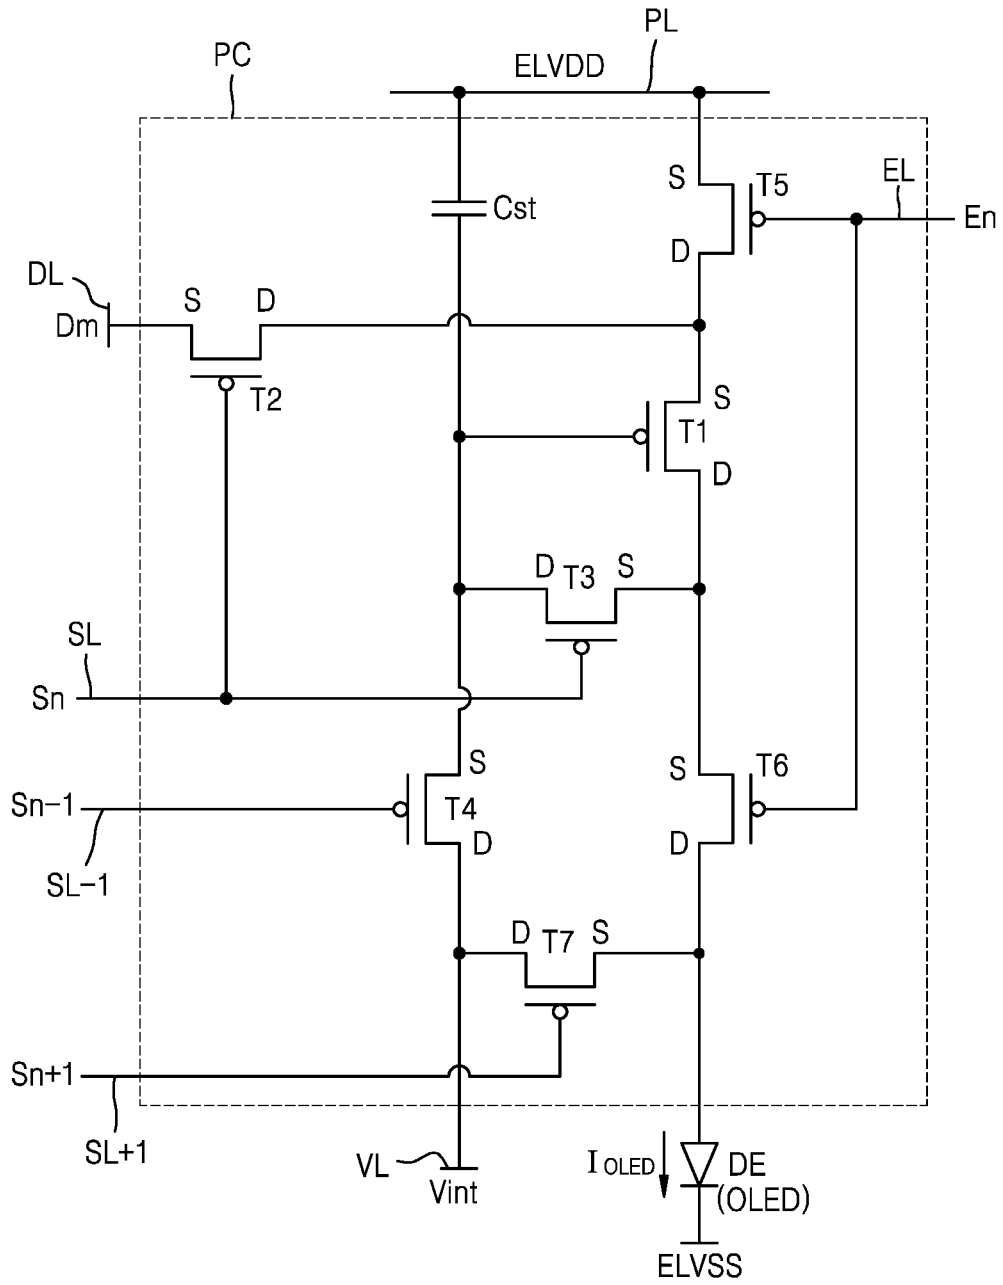 PL
PC
ELVDD
S
T5
EL
En
Cst
D
DL
S
D
Dm
T2
S
T1
D
D
T3
S
SL
Sn
S
S
T6
Sn-1
T4
D
D
SL-1
D
T7
S
Sn+1
SL+1
VL
Vint
I OLED
DE
(OLED)
ELVSS